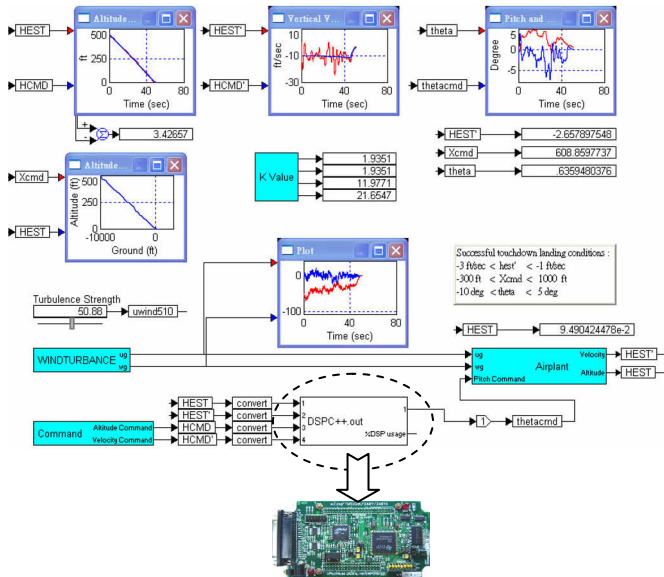 HEST
HCMD
Altitude...
500
250
0
ft
0 40 80
Time (sec)
+
-
Σ
3.42657
HEST'
HCMD'
Vertical V...
10
-10
-30
ft/sec
0 40 80
Time (sec)
theta
thetacmd
Pitch and ...
5
0
-5
Degree
0 40 80
Time (sec)
HEST' -2.657897548
Xcmd 608.8597737
theta .6359480376
Xcmd
HEST
Altitude...
500
250
0
Altitude (ft)
-10000 0
Ground (ft)
K Value
1.9351
1.9351
11.9771
21.6547
Plot
0
-100
0 40 80
Time (sec)
Successful touchdown landing conditions :
-3 ft/sec < hest' < -1 ft/sec
-300 ft < Xcmd < 1000 ft
-10 deg < theta < 5 deg
Turbulence Strength
50.88
uwind510
HEST 9.490424478e-2
WINDTURBANCE
ug
wg
ug
wg
Pitch Command
Airplant
Velocity
Altitude
HEST'
HEST
Command
Altitude Command
Velocity Command
HEST convert 1
HEST' convert 2
HCMD convert 3
HCMD' convert 4
DSPC++.out
1
%DSP usage
1
thetacmd